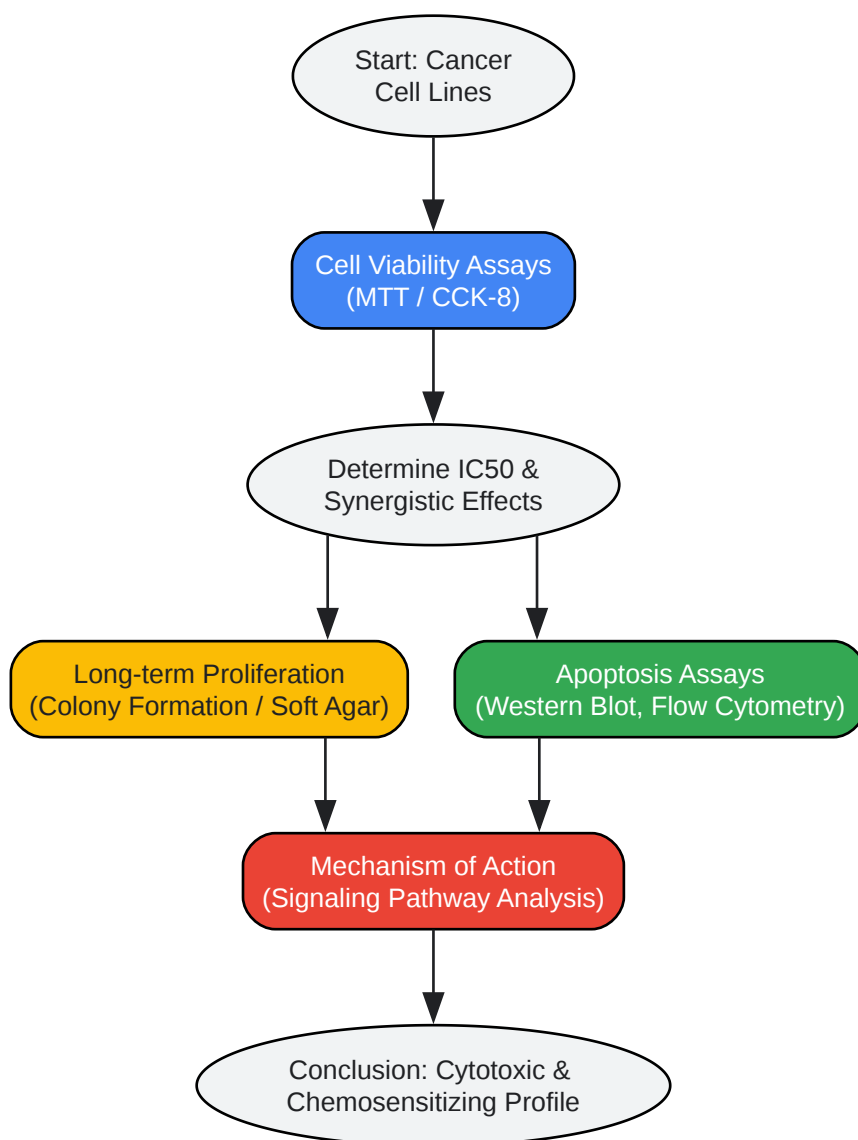 Start: Cancer
Cell Lines
Cell Viability Assays
(MTT / CCK-8)
Determine IC50 &
Synergistic Effects
Long-term Proliferation
(Colony Formation / Soft Agar)
Apoptosis Assays
(Western Blot, Flow Cytometry)
Mechanism of Action
(Signaling Pathway Analysis)
Conclusion: Cytotoxic &
Chemosensitizing Profile